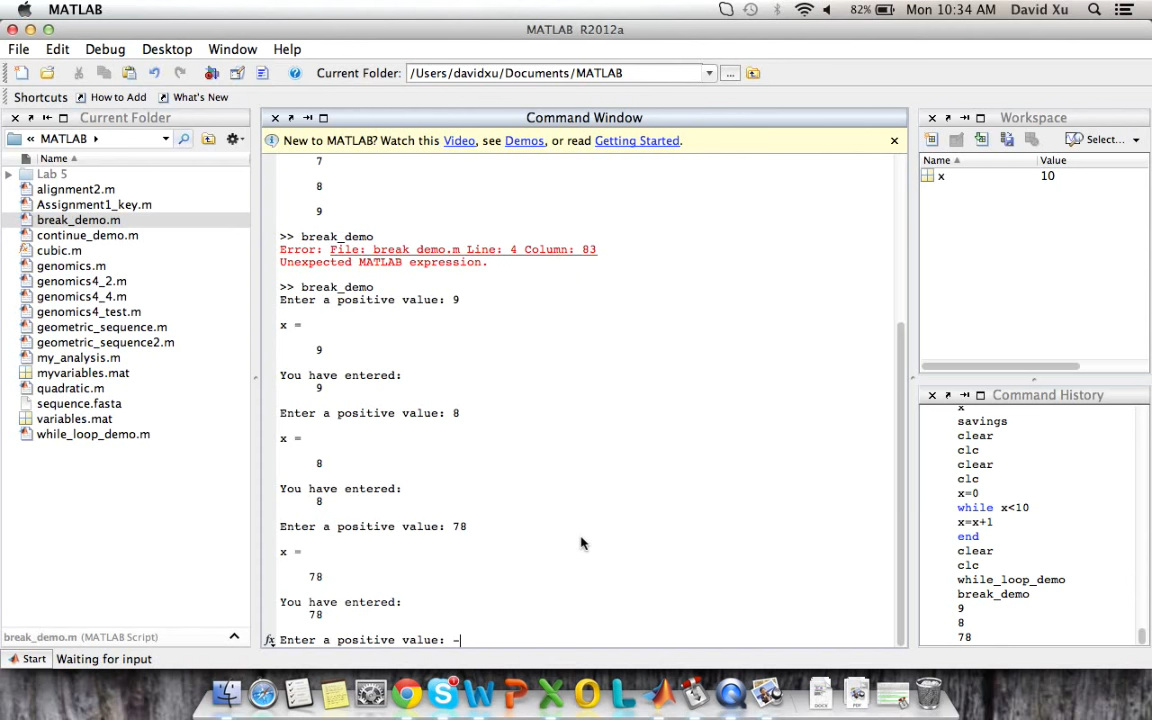 MATLAB
82%
Mon 10:34 AM
David Xu
MATLAB R2012a
File Edit Debug Desktop Window Help
Current Folder: /Users/davidxu/Documents/MATLAB
...
Shortcuts How to Add What's New
Current Folder
« MATLAB
Name
Lab 5
alignment2.m
Assignment1_key.m
break_demo.m
continue_demo.m
cubic.m
genomics.m
genomics4_2.m
genomics4_4.m
genomics4_test.m
geometric_sequence.m
geometric_sequence2.m
my_analysis.m
myvariables.mat
quadratic.m
sequence.fasta
variables.mat
while_loop_demo.m
break_demo.m (MATLAB Script)
Command Window
New to MATLAB? Watch this Video, see Demos, or read Getting Started.
7
8
9
>> break_demo
Error: File: break_demo.m Line: 4 Column: 83
Unexpected MATLAB expression.
>> break_demo
Enter a positive value: 9
x =
9
You have entered:
9
Enter a positive value: 8
x =
8
You have entered:
8
Enter a positive value: 78
x =
78
You have entered:
78
fx Enter a positive value: -
Workspace
Select...
Name Value
x 10
Command History
x
savings
clear
clc
clear
clc
x=0
while x<10
x=x+1
end
clear
clc
while_loop_demo
break_demo
9
8
78
Start Waiting for input